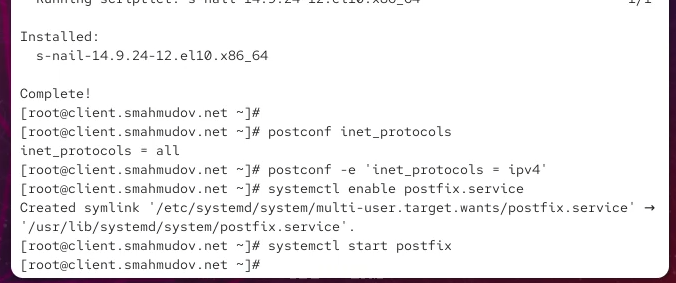 Running scriptlet: s-nail-14.9.24-12.el10.x86_64 1/1
Installed:
s-nail-14.9.24-12.el10.x86_64
Complete!
[root@client.smahmudov.net ~]#
[root@client.smahmudov.net ~]# postconf inet_protocols
inet_protocols = all
[root@client.smahmudov.net ~]# postconf -e 'inet_protocols = ipv4'
[root@client.smahmudov.net ~]# systemctl enable postfix.service
Created symlink '/etc/systemd/system/multi-user.target.wants/postfix.service' →
'/usr/lib/systemd/system/postfix.service'.
[root@client.smahmudov.net ~]# systemctl start postfix
[root@client.smahmudov.net ~]#